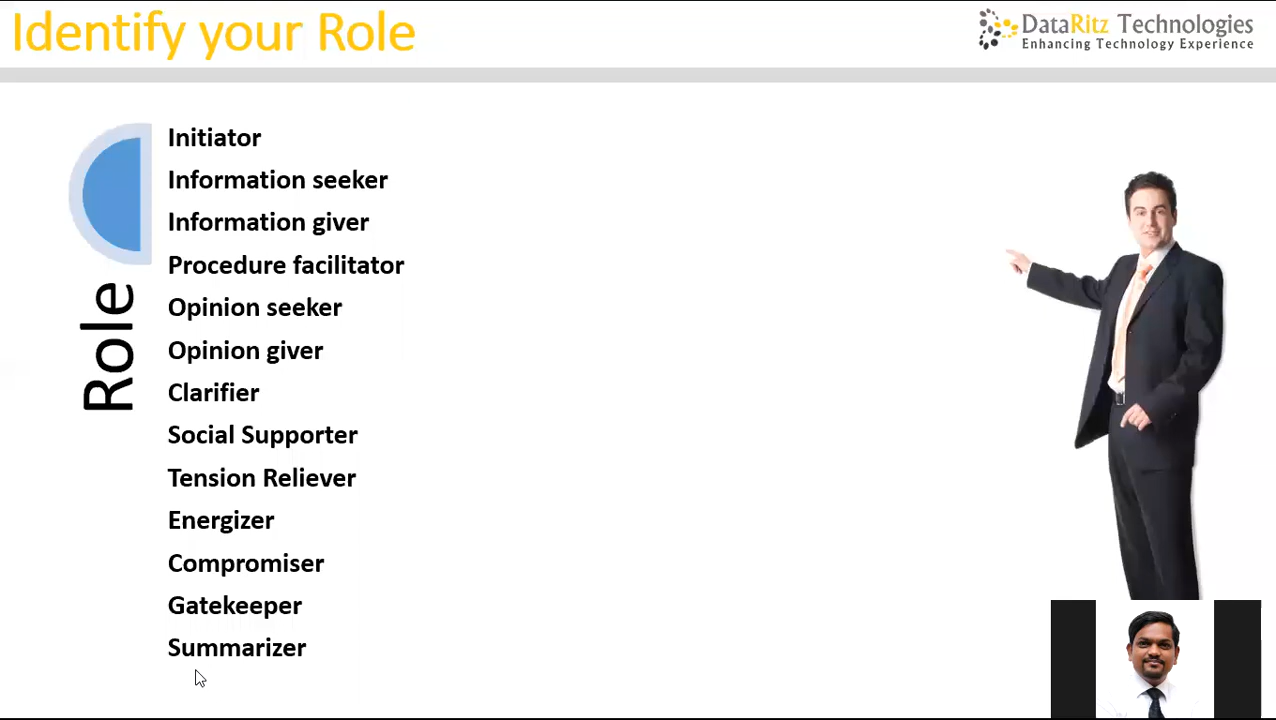 Identify your Role
DataRitz Technologies
Enhancing Technology Experience
Role
Initiator
Information seeker
Information giver
Procedure facilitator
Opinion seeker
Opinion giver
Clarifier
Social Supporter
Tension Reliever
Energizer
Compromiser
Gatekeeper
Summarizer